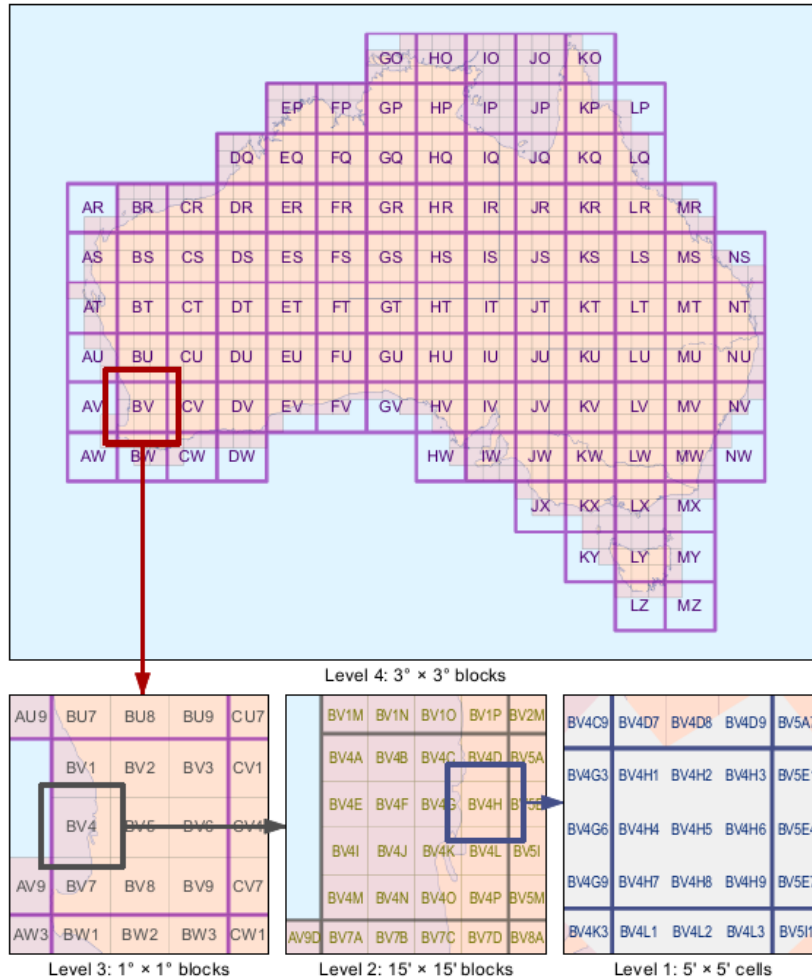 GO HO IO JO KO
EP FP GP HP IP JP KP LP
DQ EQ FQ GQ HQ IQ JQ KQ LQ
AR BR CR DR ER FR GR HR IR JR KR LR MR
AS BS CS DS ES FS GS HS IS JS KS LS MS NS
AT BT CT DT ET FT GT HT IT JT KT LT MT NT
AU BU CU DU EU FU GU HU IU JU KU LU MU NU
AV BV CV DV EV FV GV HV IV JV KV LV MV NV
AW BW CW DW HW IW JW KW LW MW NW
JX KX LX MX
KY LY MY
LZ MZ
Level 4: 3° × 3° blocks
AU9 BU7 BU8 BU9 CU7
BV1 BV2 BV3 CV1
BV4 BV5 BV6 CV4
AV9 BV7 BV8 BV9 CV7
AW3 BW1 BW2 BW3 CW1
Level 3: 1° × 1° blocks
BV1M BV1N BV1O BV1P BV2M
BV4A BV4B BV4C BV4D BV5A
BV4E BV4F BV4G BV4H BV5E
BV4I BV4J BV4K BV4L BV5I
BV4M BV4N BV4O BV4P BV5M
AV9D BV7A BV7B BV7C BV7D BV8A
Level 2: 15' × 15' blocks
BV4C9 BV4D7 BV4D8 BV4D9 BV5A7
BV4G3 BV4H1 BV4H2 BV4H3 BV5E1
BV4G6 BV4H4 BV4H5 BV4H6 BV5E4
BV4G9 BV4H7 BV4H8 BV4H9 BV5E7
BV4K3 BV4L1 BV4L2 BV4L3 BV5I1
Level 1: 5' × 5' cells